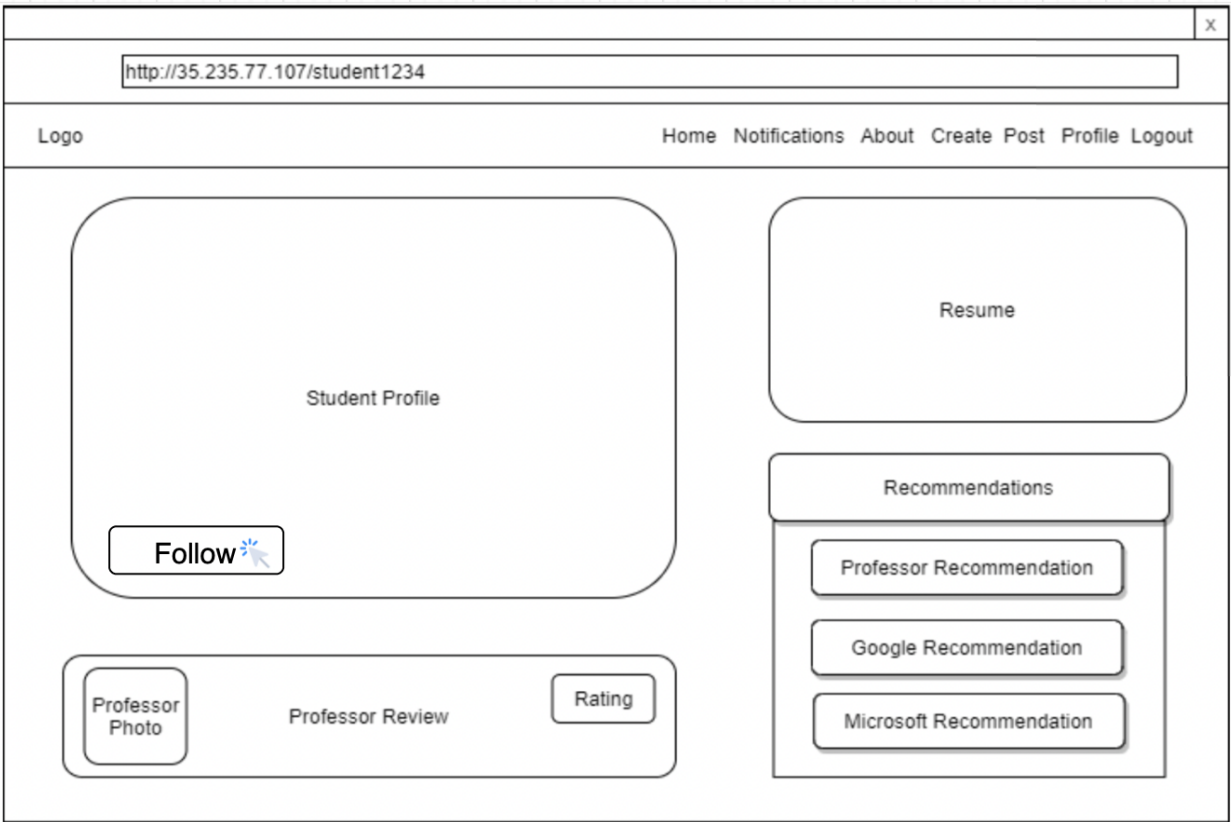 X
http://35.235.77.107/student1234
Logo
Home Notifications About Create Post Profile Logout
Student Profile
Follow
Resume
Recommendations
Professor Recommendation
Google Recommendation
Microsoft Recommendation
Professor
Photo
Professor Review
Rating